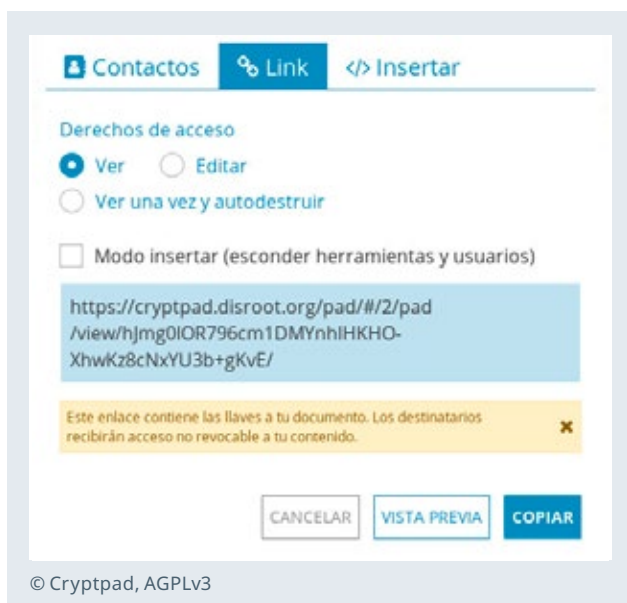 Contactos Link </> Insertar
Derechos de acceso
Ver Editar
Ver una vez y autodestruir
Modo insertar (esconder herramientas y usuarios)
https://cryptpad.disroot.org/pad/#/2/pad
/view/hJmg0lOR796cm1DMYnhlHKHO-
XhwKz8cNxYU3b+gKvE/
Este enlace contiene las llaves a tu documento. Los destinatarios
recibirán acceso no revocable a tu contenido.
CANCELAR VISTA PREVIA COPIAR
© Cryptpad, AGPLv3